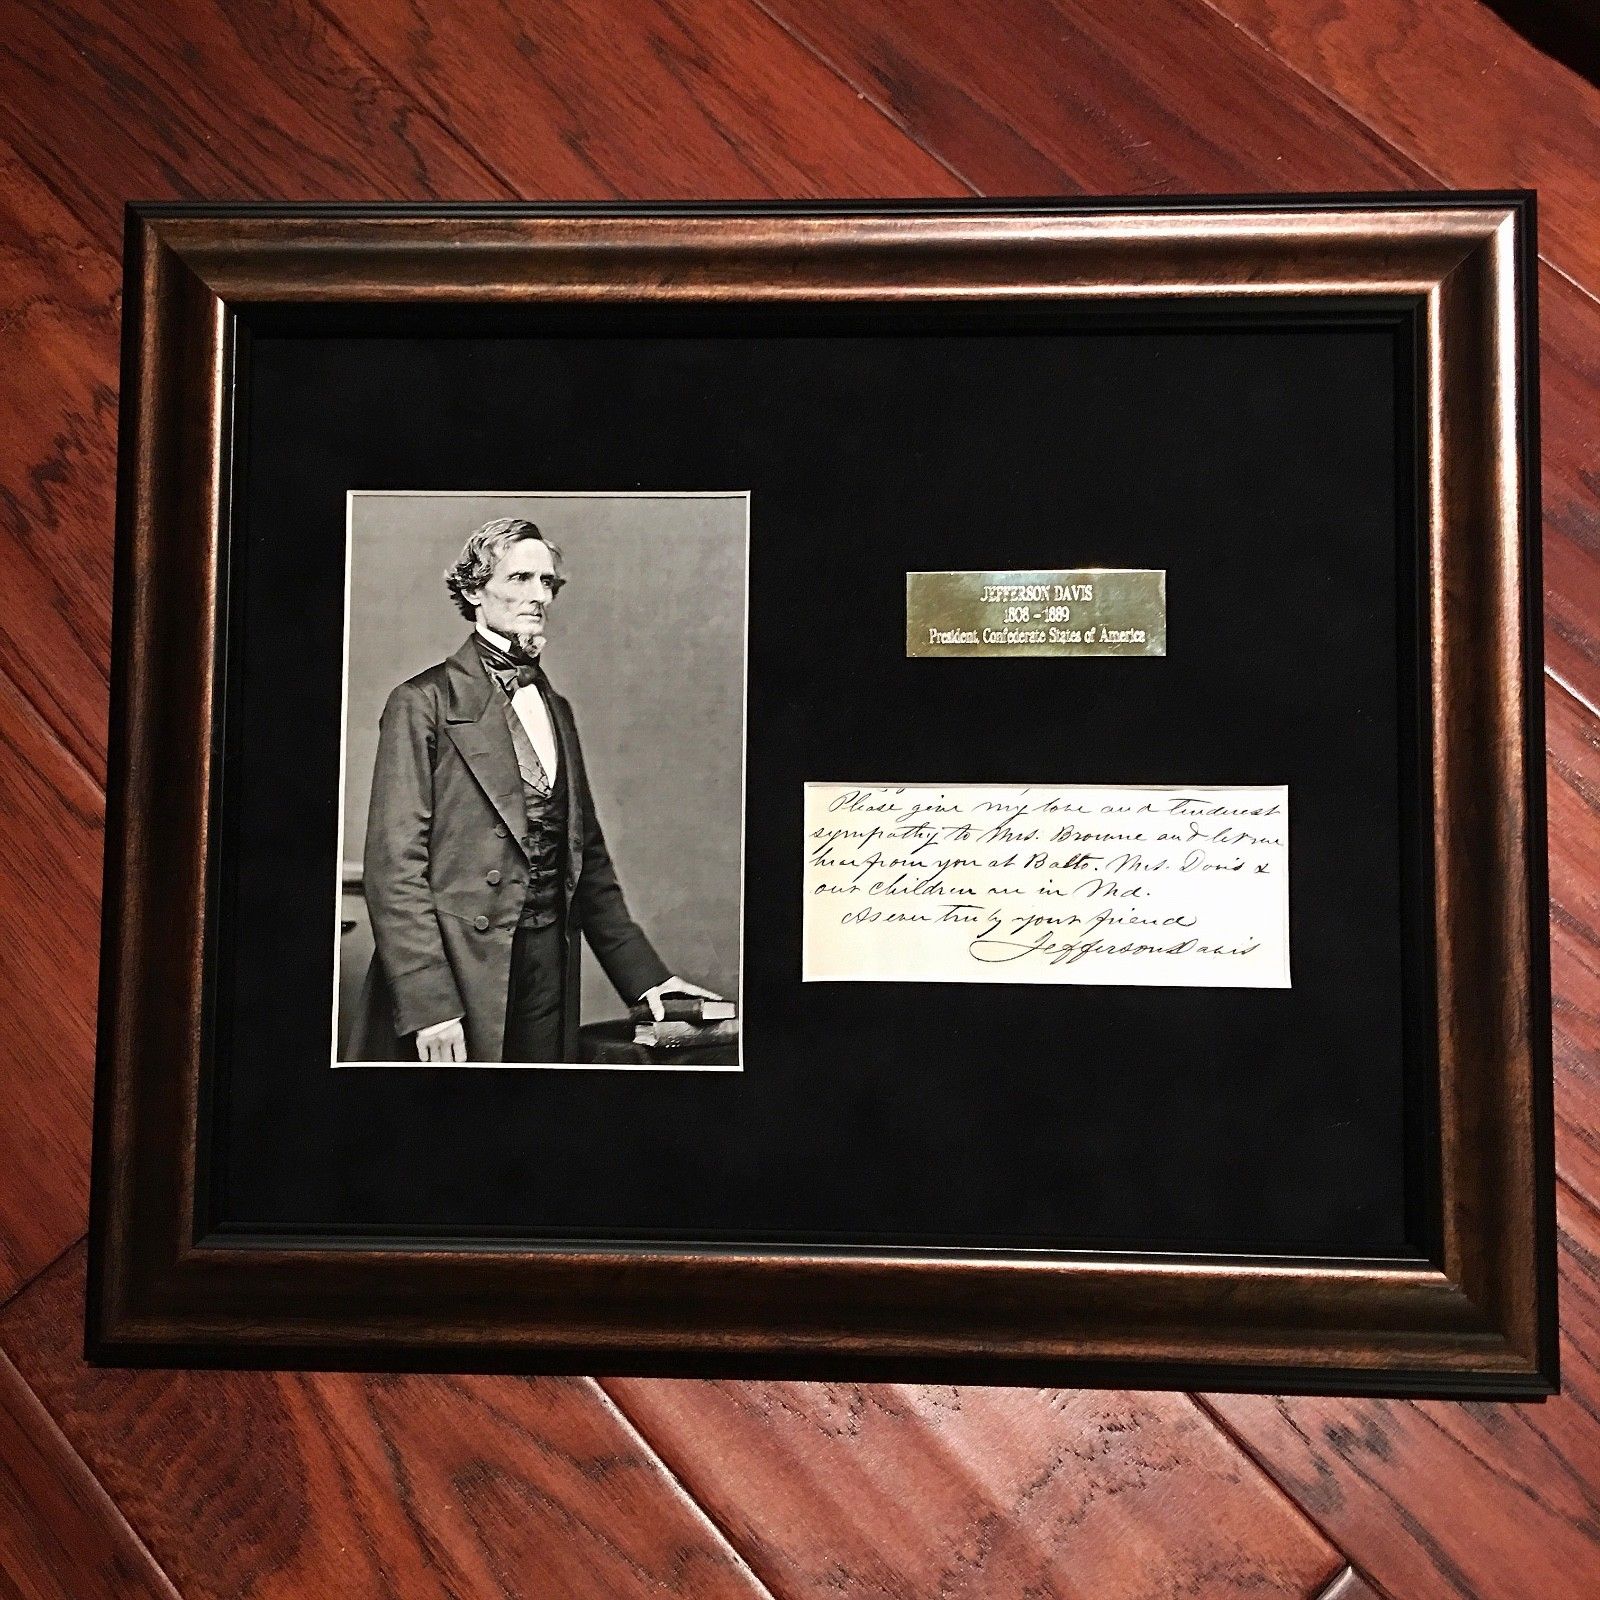 JEFFERSON DAVIS
1808 - 1889
President, Confederate States of America
Please give my love and tenderest
sympathy to Mrs. Browne and let me
hear from you at Balto. Mrs. Davis &
our children are in Md.
As ever truly your friend
Jefferson Davis